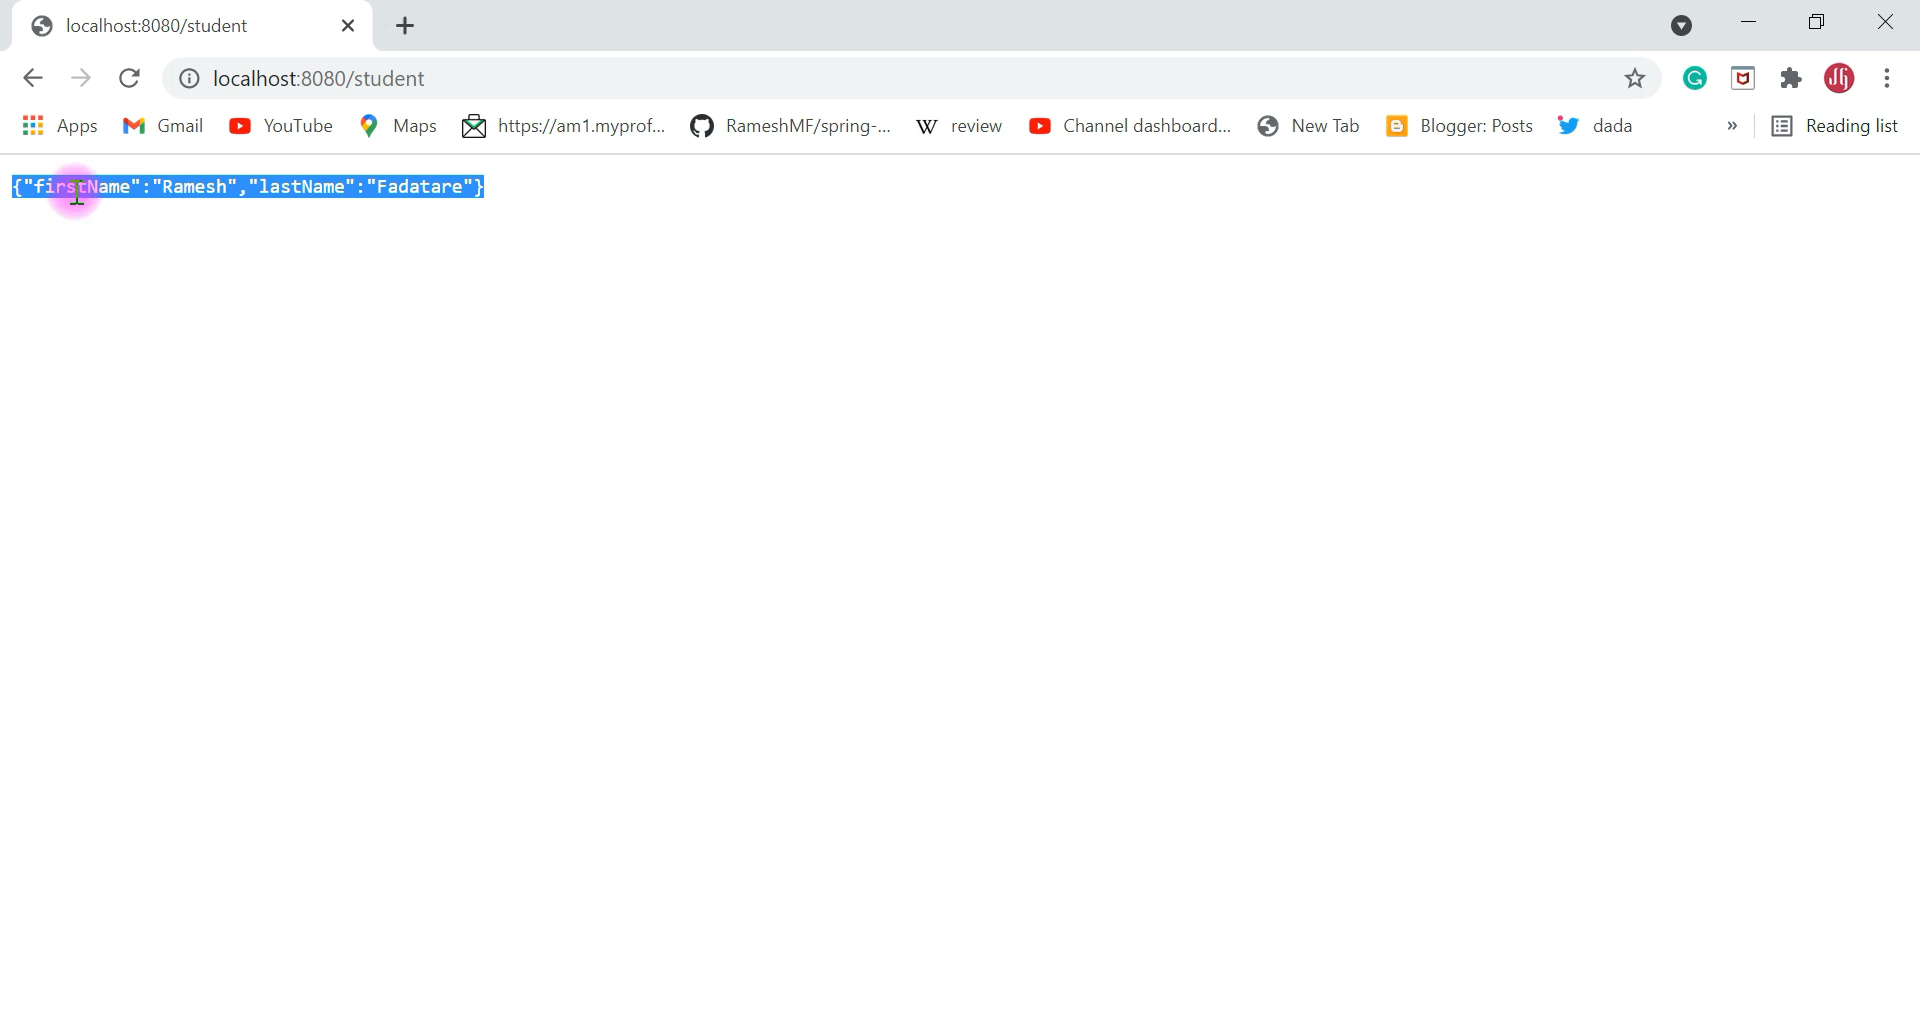 localhost:8080/student
localhost:8080/student
Apps Gmail YouTube Maps https://am1.myprof... RameshMF/spring-... W review Channel dashboard... New Tab Blogger: Posts dada » Reading list
{"firstName":"Ramesh","lastName":"Fadatare"}